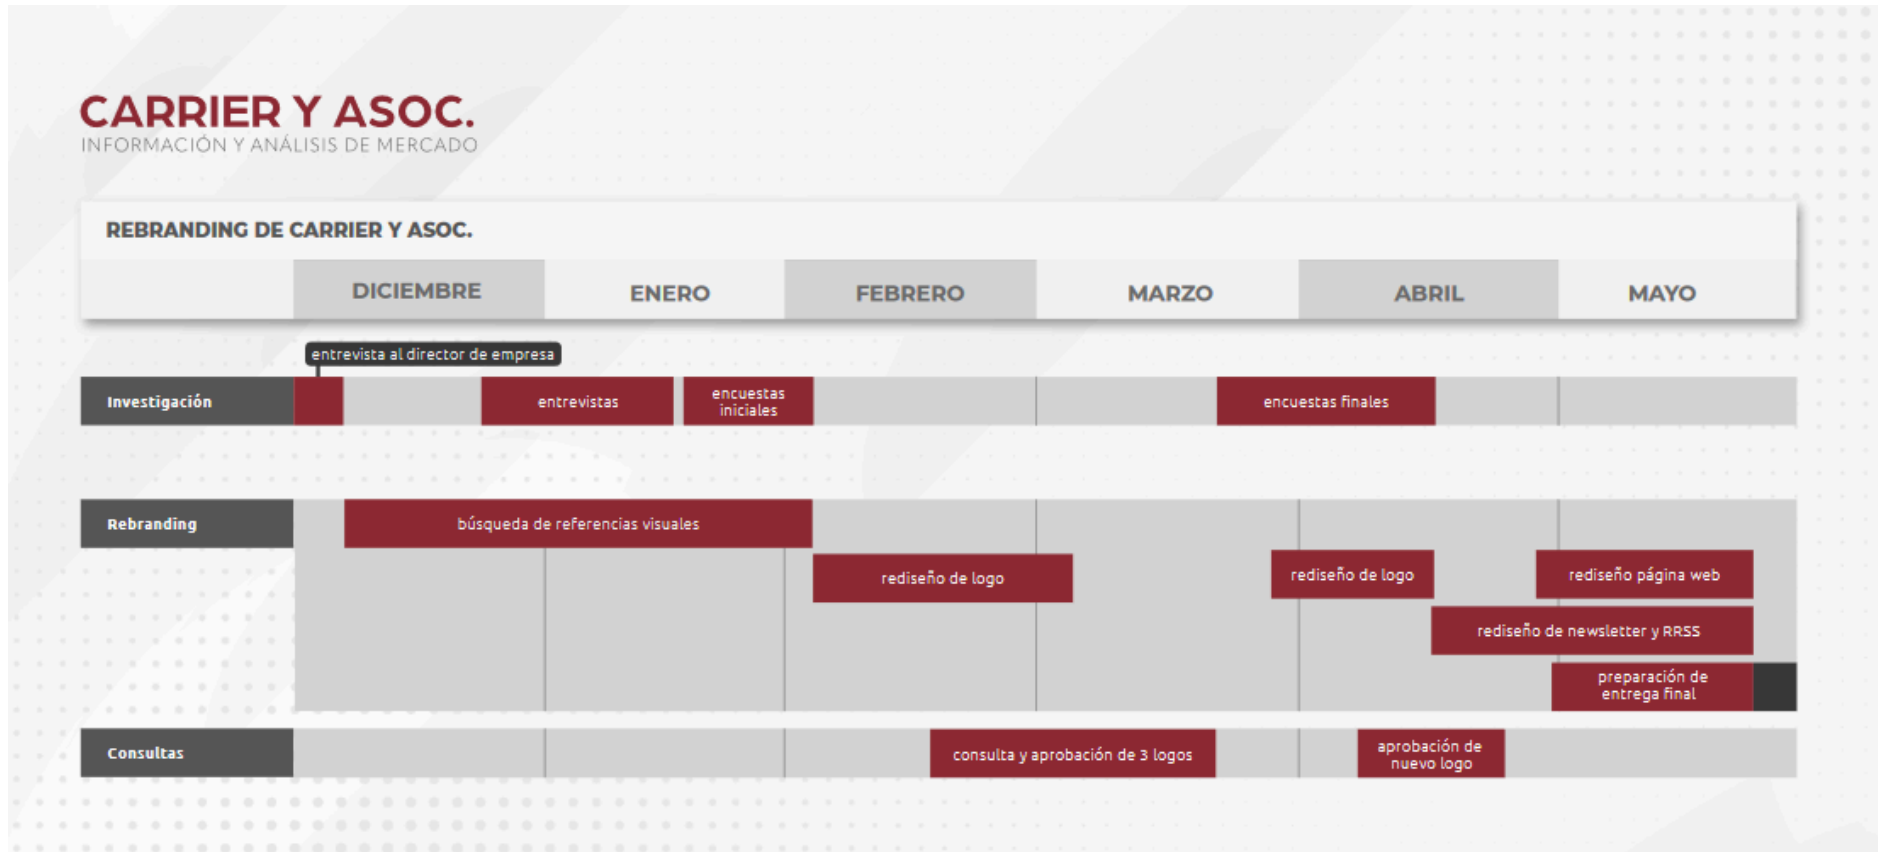 CARRIER Y ASOC.
INFORMACIÓN Y ANÁLISIS DE MERCADO
REBRANDING DE CARRIER Y ASOC.
DICIEMBRE
ENERO
FEBRERO
MARZO
ABRIL
MAYO
entrevista al director de empresa
Investigación
entrevistas
encuestas
iniciales
encuestas finales
Rebranding
búsqueda de referencias visuales
rediseño de logo
rediseño de logo
rediseño página web
rediseño de newsletter y RRSS
preparación de
entrega final
Consultas
consulta y aprobación de 3 logos
aprobación de
nuevo logo